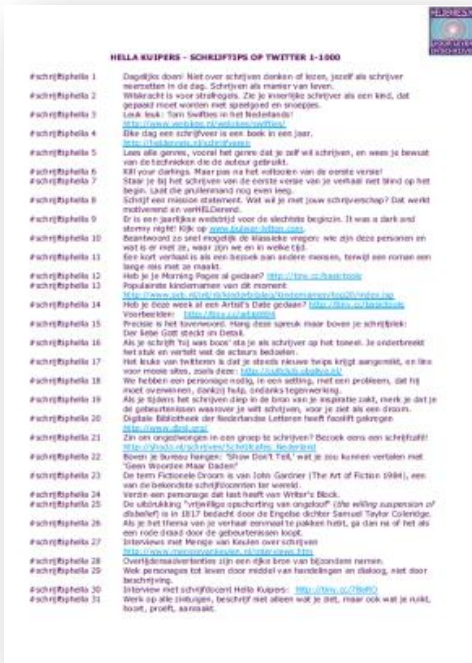 HELDERENIS
HELLA KUIPERS - SCHRIJFTIPS OP TWITTER 1-1000
#schrijftiphella 1 Dagelijks doen! Niet over schrijven denken of lezen, jezelf als schrijver
neerzetten in de dag. Schrijven als manier van leven.
#schrijftiphella 2 Wilskracht is voor strafregels. Zie je innerlijke schrijver als een kind, dat
gepaaid moet worden met speelgoed en snoepjes.
#schrijftiphella 3 Leuk leuk: Tom Swifties in het Nederlands!
#schrijftiphella 4 Elke dag een schrijfvel is een boek in een jaar.
#schrijftiphella 5 Lees alle genres, vooral het genre dat je zelf wil schrijven, en wees je bewust
van de technieken die de auteur gebruikt.
#schrijftiphella 6 Kill your darlings. Maar pas na het voltooien van de eerste versie!
#schrijftiphella 7 Staar je bij het schrijven van de eerste versie van je verhaal niet blind op het
begin. Laat die prullenmand nog even leeg.
#schrijftiphella 8 Schrijf een mission statement. Wat wil je met jouw schrijverschap? Dat werkt
motiverend en verHELDerend.
#schrijftiphella 9 Er is een jaarlijkse wedstrijd voor de slechtste beginzin. It was a dark and
stormy night! Kijk op www.bulwer-lytton.com.
#schrijftiphella 10 Beantwoord zo snel mogelijk de klassieke vragen: wie zijn deze personen en
wat is er met ze, waar zijn we en in welke tijd.
#schrijftiphella 11 Een kort verhaal is als een bezoek aan andere mensen, terwijl een roman een
lange reis met ze maakt.
#schrijftiphella 12 Heb je je Morning Pages al gedaan?
#schrijftiphella 13 Populairste kindernamen van dit moment:
#schrijftiphella 14 Heb je deze week al een Artist's Date gedaan?
Voorbeelden:
#schrijftiphella 15 Precisie is het toverwoord. Hang deze spreuk maar boven je schrijfplek:
Der liebe Gott steckt im Detail.
#schrijftiphella 16 Als je schrijft 'hij was boos' sta je als schrijver op het toneel. Je onderbreekt
het stuk en vertelt wat de acteurs bedoelen.
#schrijftiphella 17 Het leuke van twitteren is dat je steeds nieuwe twips krijgt aangereikt, en links
voor mooie sites, zoals deze:
#schrijftiphella 18 We hebben een personage nodig, in een setting, met een probleem, dat hij
moet overwinnen, dankzij hulp, ondanks tegenwerking.
#schrijftiphella 19 Als je tijdens het schrijven diep in de bron van je inspiratie zakt, merk je dat je
de gebeurtenissen waarover je wilt schrijven, voor je ziet als een droom.
#schrijftiphella 20 Digitale Bibliotheek der Nederlandse Letteren heeft facelift gekregen
http://www.dbnl.org/
#schrijftiphella 21 Zin om ongedwongen in een groep te schrijven? Bezoek eens een schrijfcafé!
#schrijftiphella 22 Boven je bureau hangen: 'Show Don't Tell,' wat je zou kunnen vertalen met
'Geen Woorden Maar Daden'
#schrijftiphella 23 De term Fictionele Droom is van John Gardner (The Art of Fiction 1984), een
van de bekendste schrijfdocenten ter wereld.
#schrijftiphella 24 Verzin een personage dat last heeft van Writer's Block.
#schrijftiphella 25 De uitdrukking "vrijwillige opschorting van ongeloof" (the willing suspension of
disbelief) is in 1817 bedacht door de Engelse dichter Samuel Taylor Coleridge.
#schrijftiphella 26 Als je het thema van je verhaal eenmaal te pakken hebt, ga dan na of het als
een rode draad door de gebeurtenissen loopt.
#schrijftiphella 27 Interviews met Mensje van Keulen over schrijven
http://www.mensjevankeulen.nl/interviews.htm
#schrijftiphella 28 Overlijdensadvertenties zijn een rijke bron van bijzondere namen.
#schrijftiphella 29 Wek personages tot leven door middel van handelingen en dialoog, niet door
beschrijving.
#schrijftiphella 30 Interview met schrijfdocent Hella Kuipers:
#schrijftiphella 31 Werk op alle zintuigen, beschrijf niet alleen wat je ziet, maar ook wat je ruikt,
hoort, proeft, aanraakt.